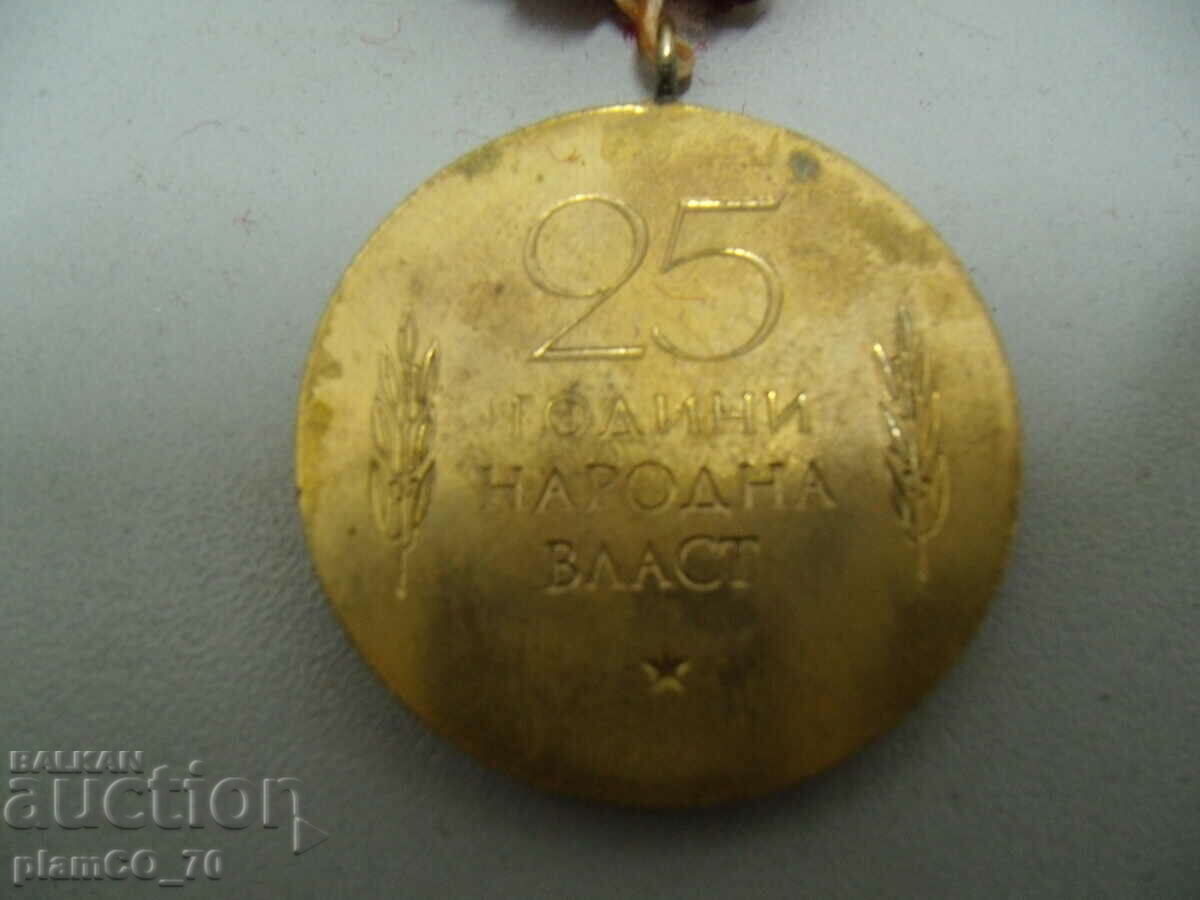 25
ГОДИНИ
НАРОДНА
ВЛАСТ
BALKAN
auction
plamCO_70